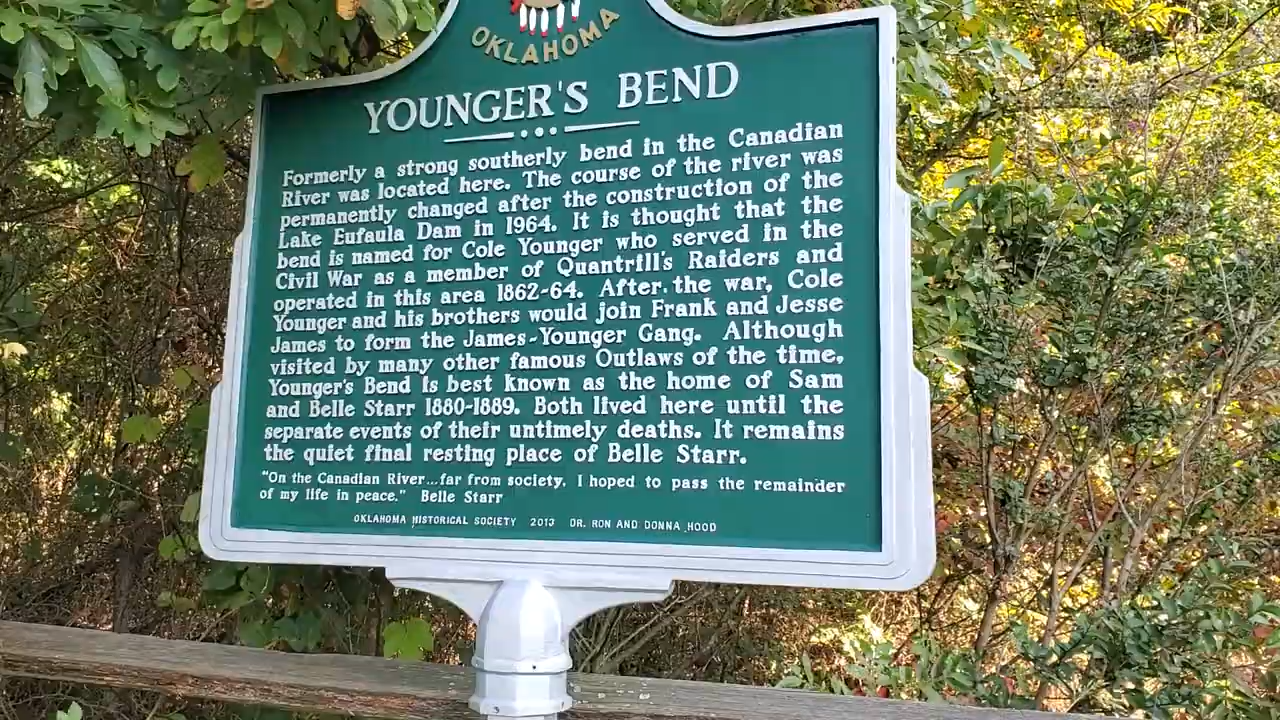 OKLAHOMA
YOUNGER'S BEND
Formerly a strong southerly bend in the Canadian
River was located here. The course of the river was
permanently changed after the construction of the
Lake Eufaula Dam in 1964. It is thought that the
bend is named for Cole Younger who served in the
Civil War as a member of Quantrill's Raiders and
operated in this area 1862-64. After the war, Cole
Younger and his brothers would join Frank and Jesse
James to form the James-Younger Gang. Although
visited by many other famous Outlaws of the time,
Younger's Bend is best known as the home of Sam
and Belle Starr 1880-1889. Both lived here until the
separate events of their untimely deaths. It remains
the quiet final resting place of Belle Starr.
"On the Canadian River...far from society, I hoped to pass the remainder
of my life in peace." Belle Starr
OKLAHOMA HISTORICAL SOCIETY 2013 DR. RON AND DONNA HOOD